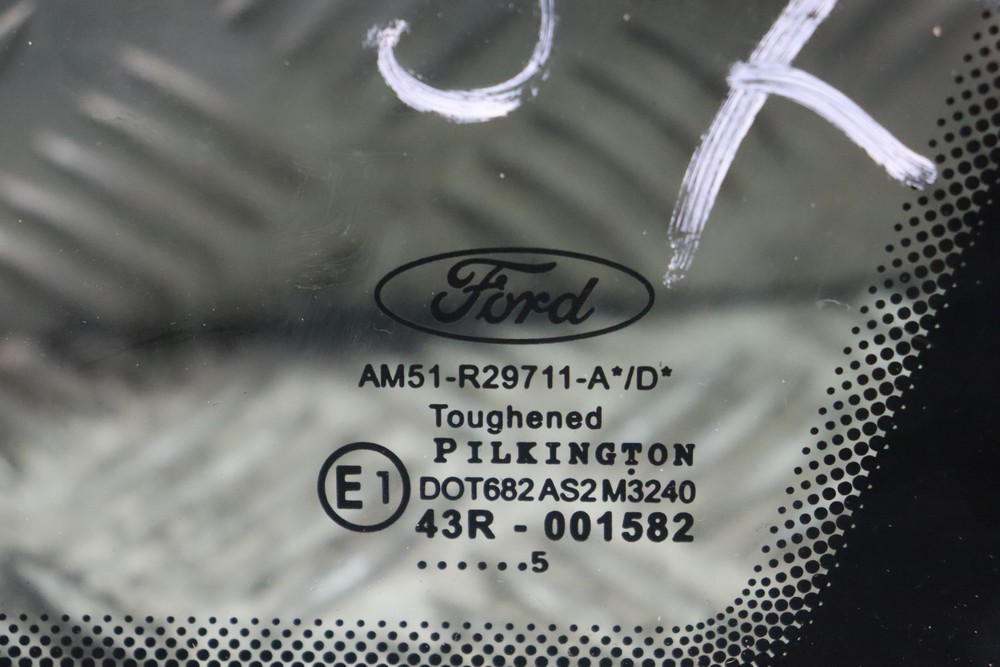 Ford
AM51-R29711-A*/D*
Toughened
PILKINGTON
E1
DOT682 AS2 M3240
43R - 001582
......5